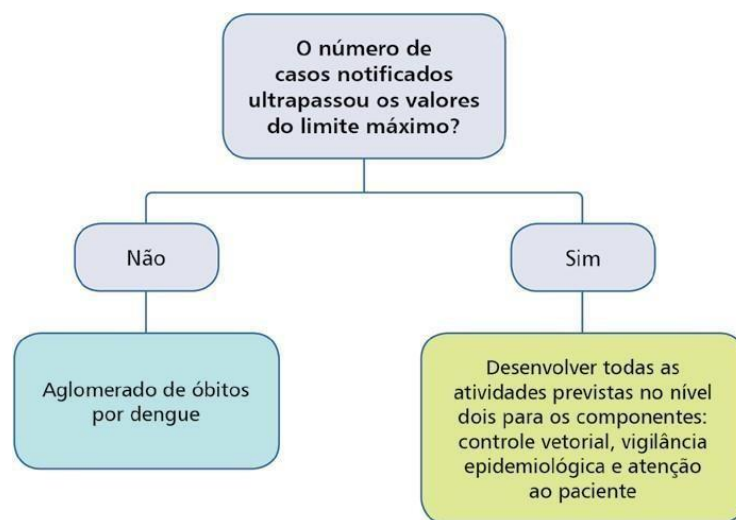 O número de
casos notificados
ultrapassou os valores
do limite máximo?
Não
Sim
Aglomerado de óbitos
por dengue
Desenvolver todas as
atividades previstas no nível
dois para os componentes:
controle vetorial, vigilância
epidemiológica e atenção
ao paciente